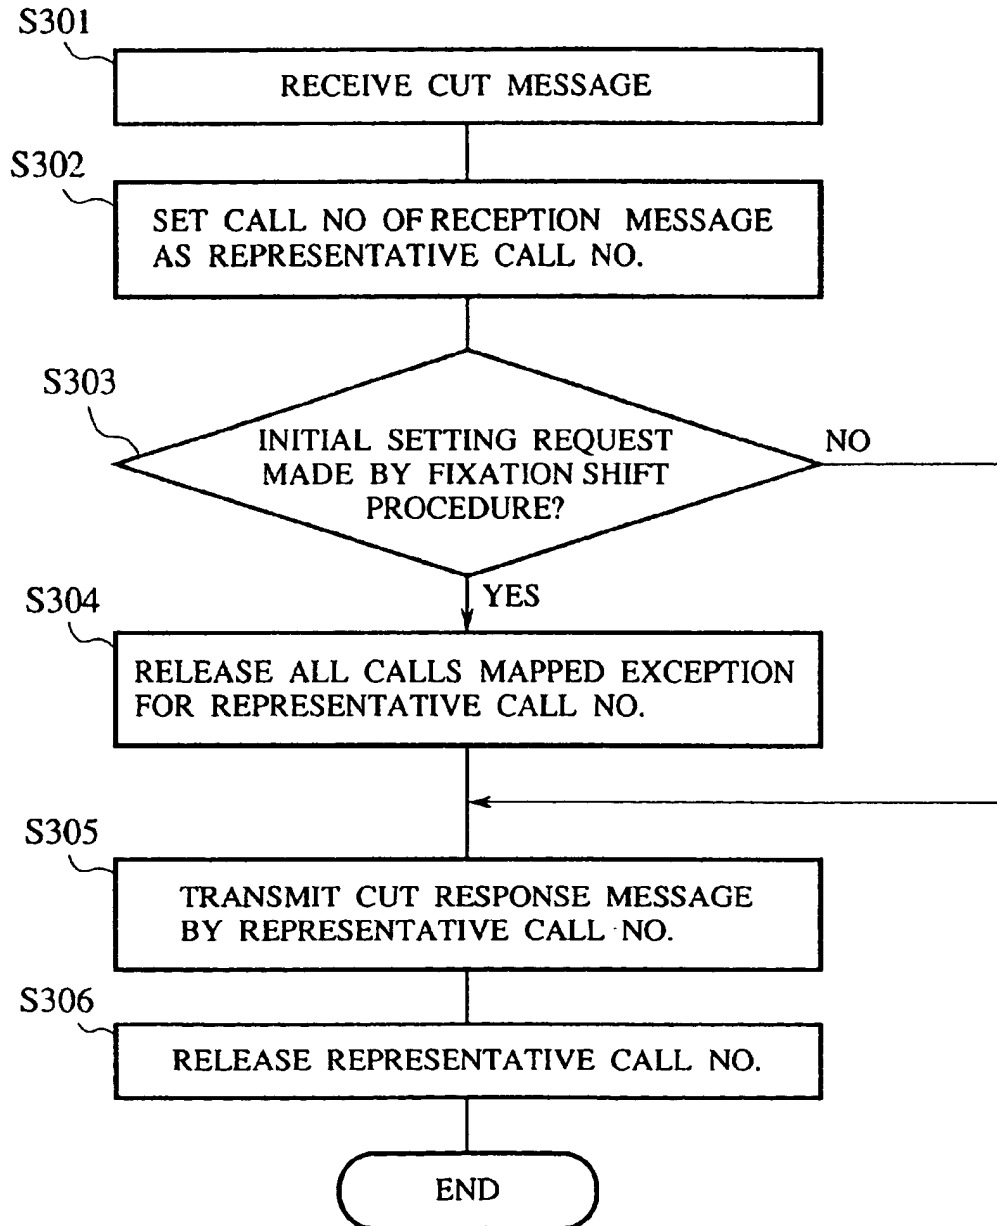 S301
RECEIVE CUT MESSAGE
S302
SET CALL NO OF RECEPTION MESSAGE
AS REPRESENTATIVE CALL NO.
S303
INITIAL SETTING REQUEST
MADE BY FIXATION SHIFT
PROCEDURE?
NO
YES
S304
RELEASE ALL CALLS MAPPED EXCEPTION
FOR REPRESENTATIVE CALL NO.
S305
TRANSMIT CUT RESPONSE MESSAGE
BY REPRESENTATIVE CALL NO.
S306
RELEASE REPRESENTATIVE CALL NO.
END